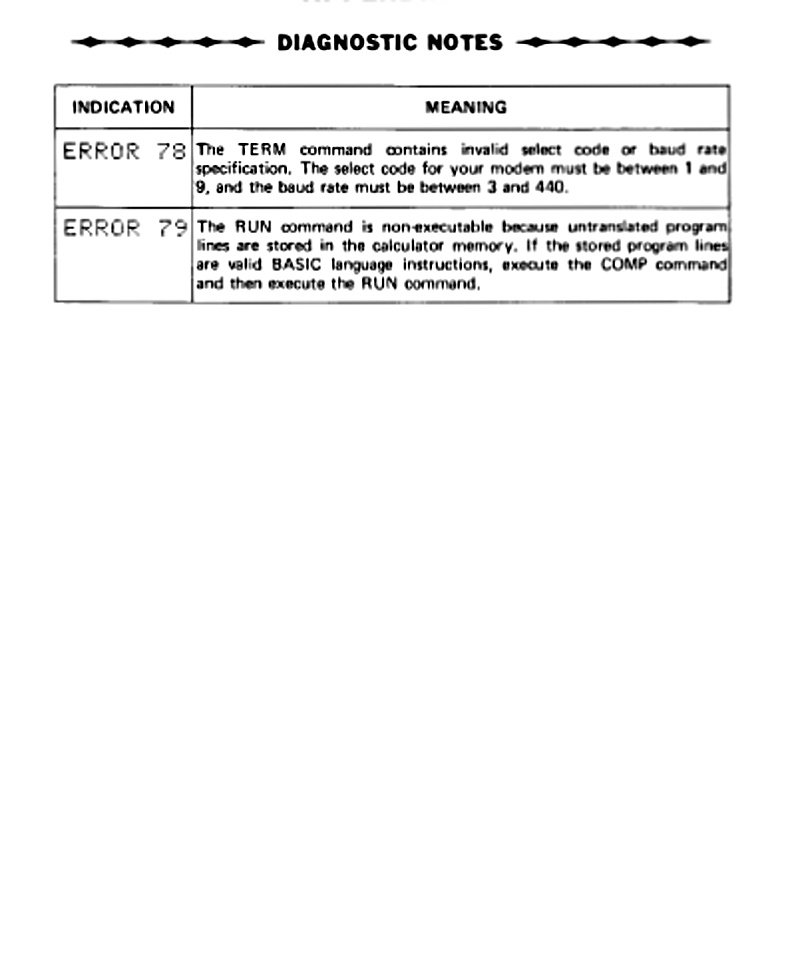 DIAGNOSTIC NOTES
INDICATION MEANING
ERROR 78 The TERM command contains invalid select code or baud rate
specification. The select code for your modem must be between 1 and
9, and the baud rate must be between 3 and 440.
ERROR 79 The RUN command is non-executable because untranslated program
lines are stored in the calculator memory. If the stored program lines
are valid BASIC language instructions, execute the COMP command
and then execute the RUN command.